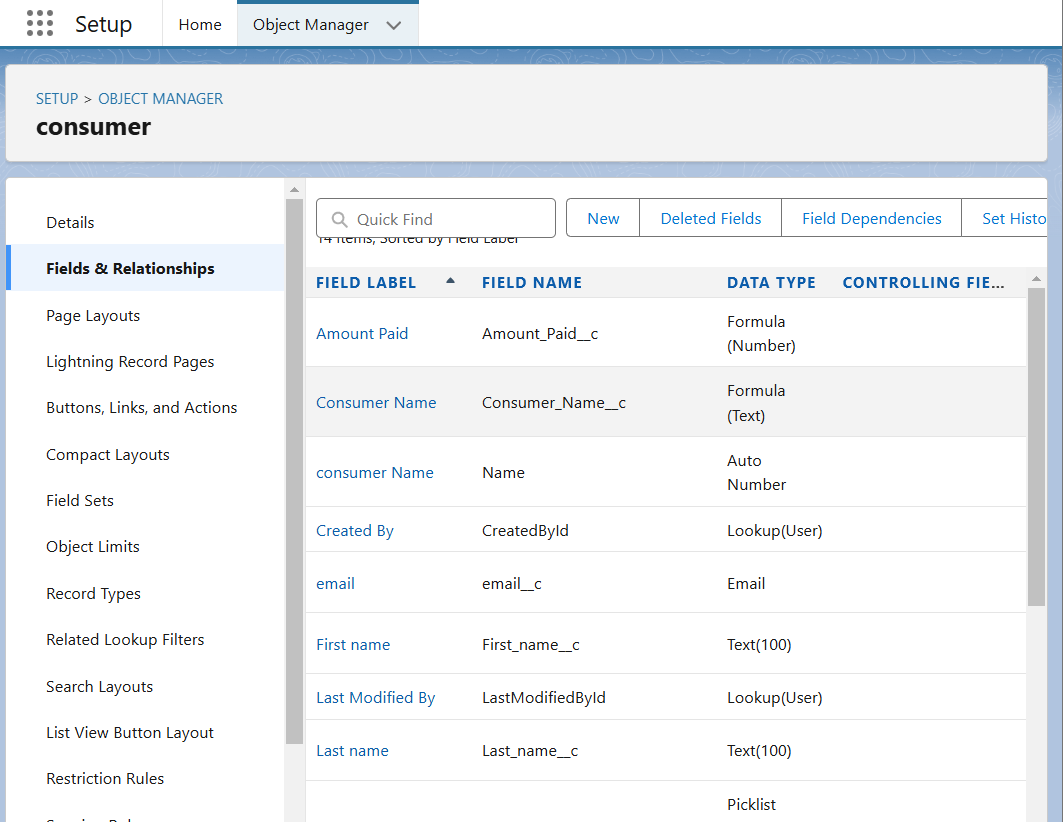 Setup
Home
Object Manager
SETUP > OBJECT MANAGER
consumer
Details
Fields & Relationships
Page Layouts
Lightning Record Pages
Buttons, Links, and Actions
Compact Layouts
Field Sets
Object Limits
Record Types
Related Lookup Filters
Search Layouts
List View Button Layout
Restriction Rules
Quick Find
New
Deleted Fields
Field Dependencies
Set Histo
14 Items, Sorted by Field Label
FIELD LABEL FIELD NAME DATA TYPE CONTROLLING FIE...
Amount Paid Amount_Paid__c Formula
(Number)
Consumer Name Consumer_Name__c Formula
(Text)
consumer Name Name Auto
Number
Created By CreatedById Lookup(User)
email email__c Email
First name First_name__c Text(100)
Last Modified By LastModifiedById Lookup(User)
Last name Last_name__c Text(100)
Picklist